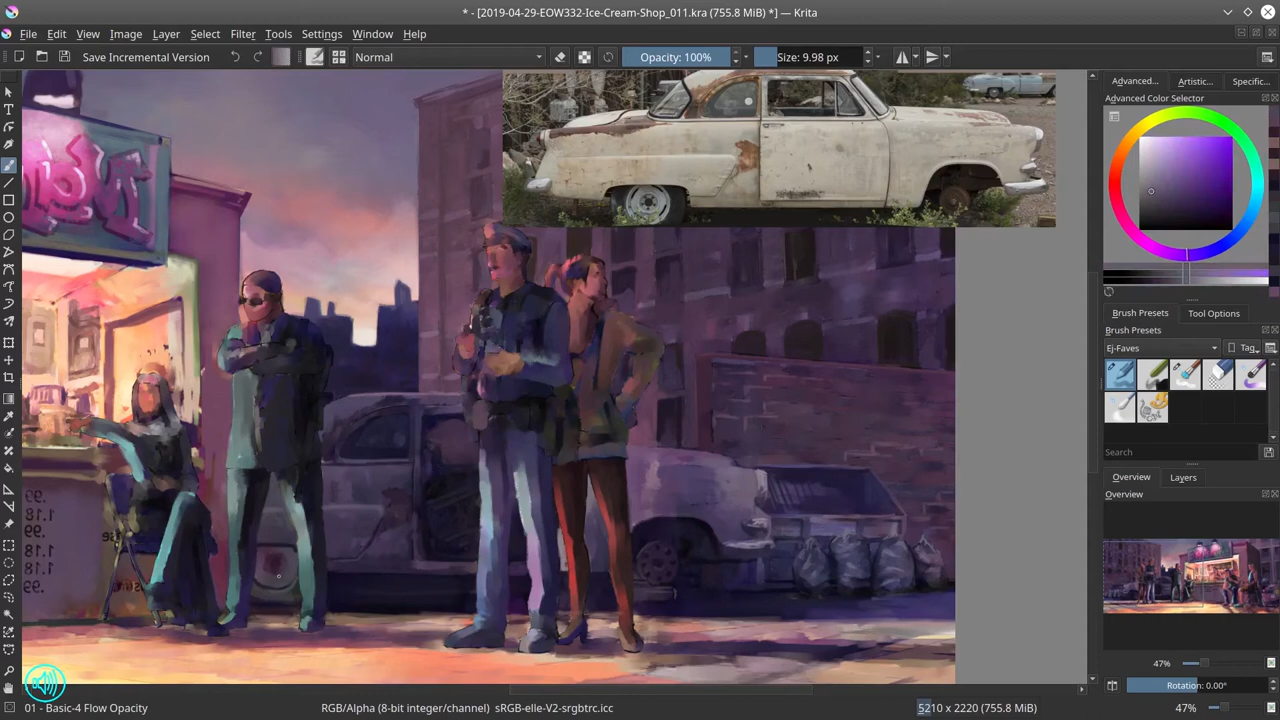 * - [2019-04-29-EOW332-Ice-Cream-Shop_011.kra (755.8 MiB) *] — Krita
File Edit View Image Layer Select Filter Tools Settings Window Help
Save Incremental Version Normal Opacity: 100% Size: 9.98 px
Advanced... Artistic... Specific...
Advanced Color Selector
Brush Presets Tool Options
Brush Presets
Ej-Faves Tag
Search
Overview Layers
Overview
47%
Rotation: 0.00°
01 - Basic-4 Flow Opacity RGB/Alpha (8-bit integer/channel) sRGB-elle-V2-srgbtrc.icc 5210 x 2220 (755.8 MiB) 47%